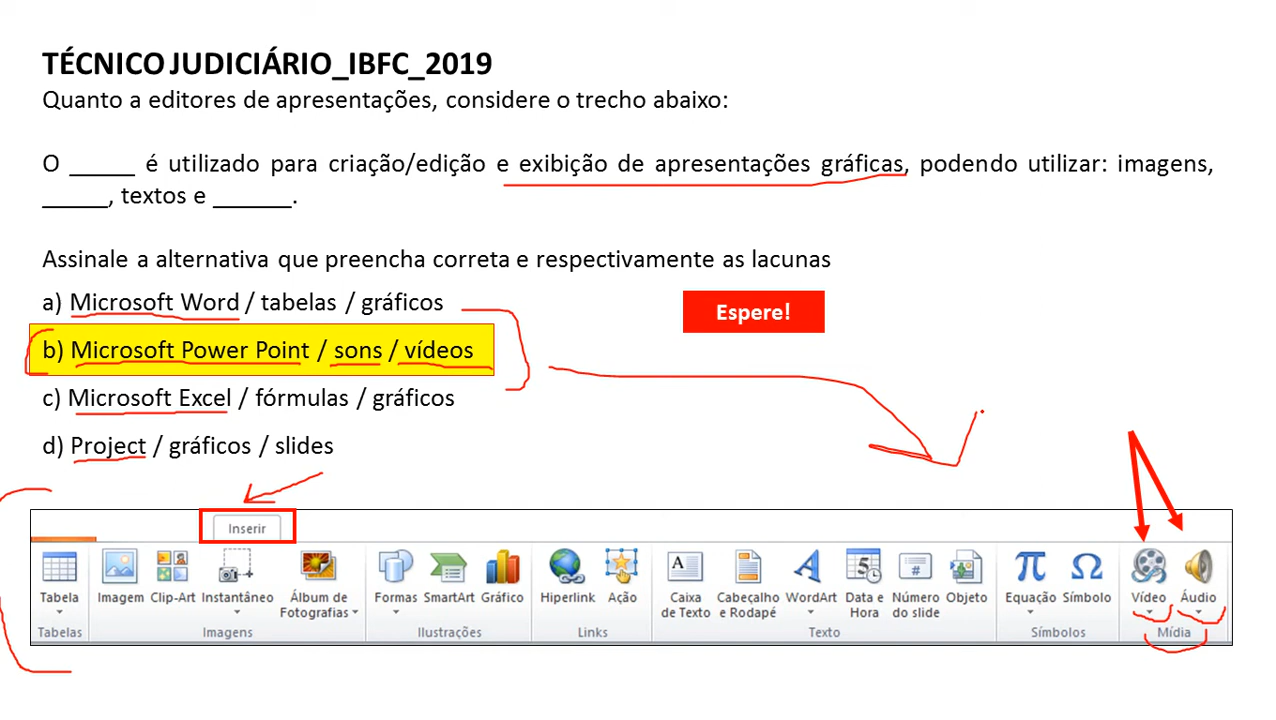 TÉCNICO JUDICIÁRIO_IBFC_2019
Quanto a editores de apresentações, considere o trecho abaixo:
O _____ é utilizado para criação/edição e exibição de apresentações gráficas, podendo utilizar: imagens,
_____, textos e ______.
Assinale a alternativa que preencha correta e respectivamente as lacunas
a) Microsoft Word / tabelas / gráficos
Espere!
b) Microsoft Power Point / sons / vídeos
c) Microsoft Excel / fórmulas / gráficos
d) Project / gráficos / slides
Inserir
Tabela Imagem Clip-Art Instantâneo Álbum de Formas SmartArt Gráfico Hiperlink Ação Caixa Cabeçalho WordArt Data e Número Objeto Equação Símbolo Vídeo Áudio
Fotografias de Texto e Rodapé Hora do slide
Tabelas Imagens Ilustrações Links Texto Símbolos Mídia